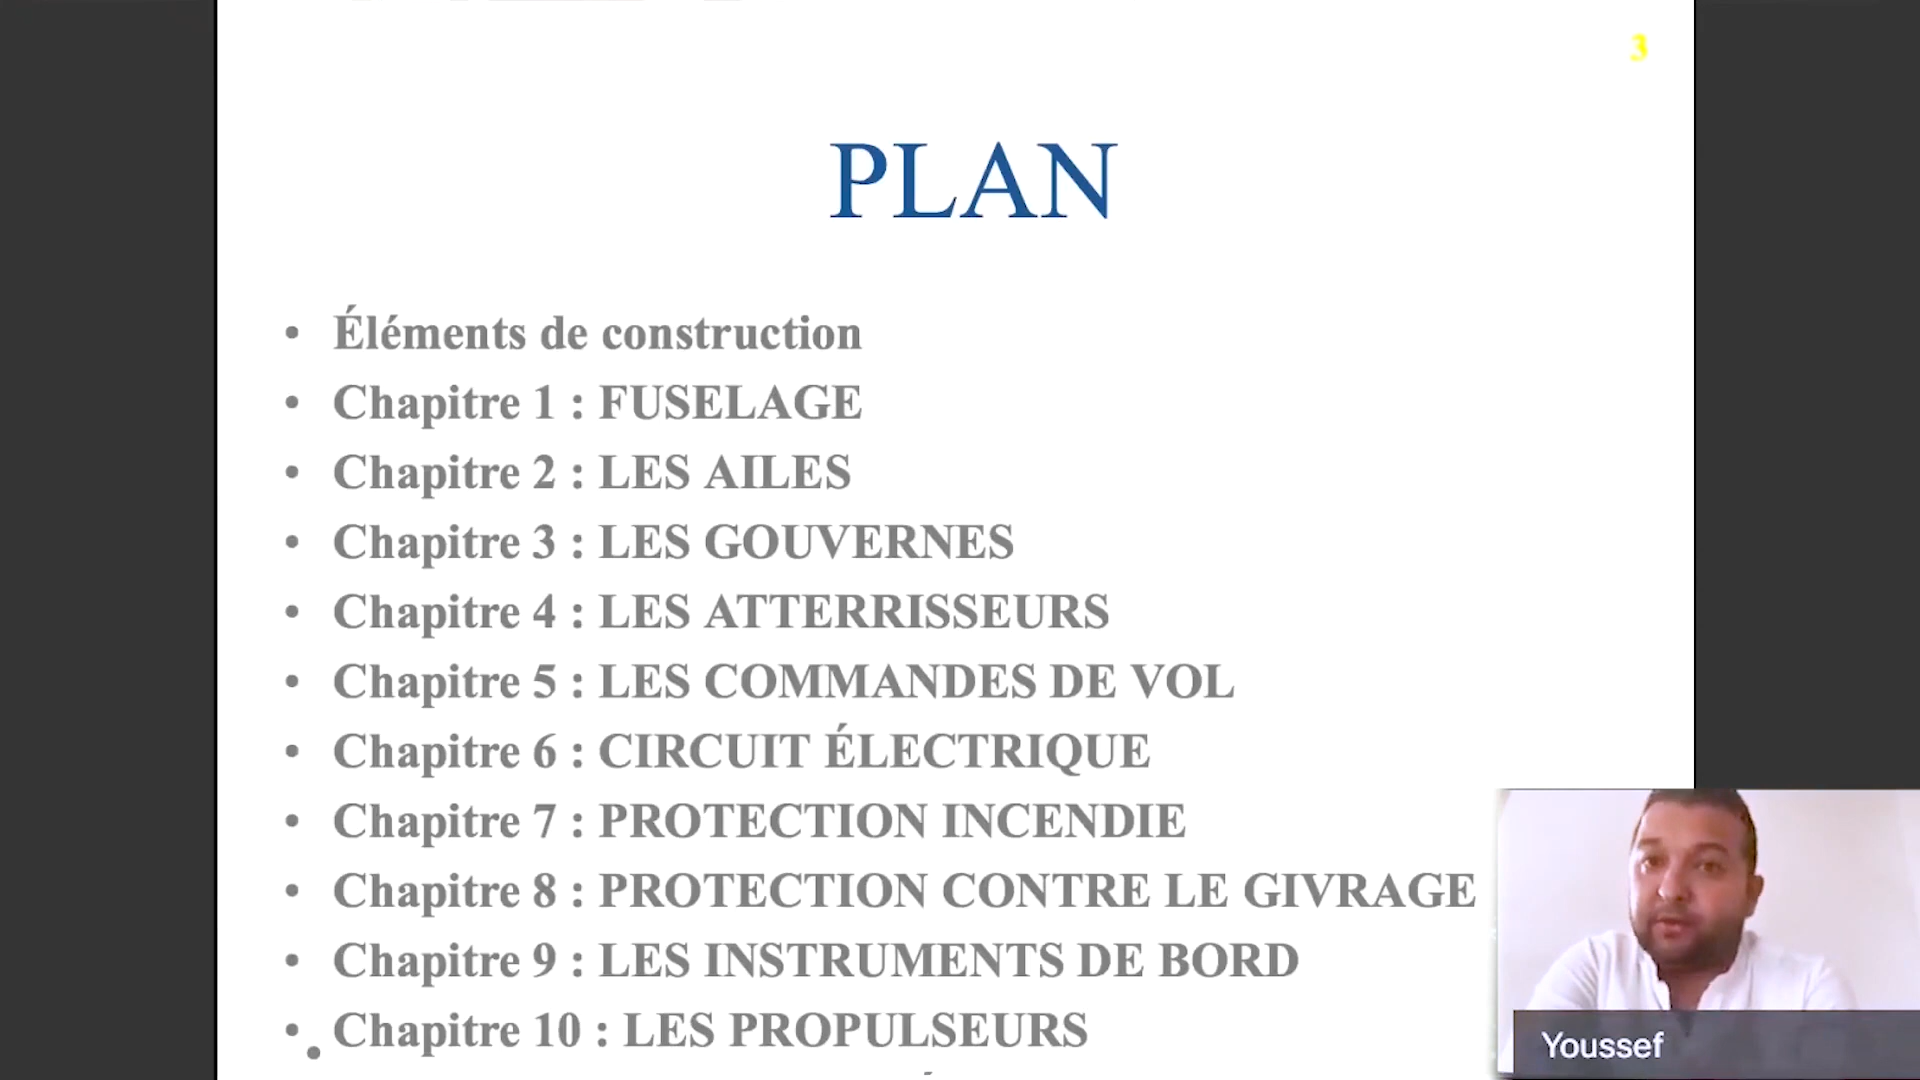 3
PLAN
• Éléments de construction
• Chapitre 1 : FUSELAGE
• Chapitre 2 : LES AILES
• Chapitre 3 : LES GOUVERNES
• Chapitre 4 : LES ATTERRISSEURS
• Chapitre 5 : LES COMMANDES DE VOL
• Chapitre 6 : CIRCUIT ÉLECTRIQUE
• Chapitre 7 : PROTECTION INCENDIE
• Chapitre 8 : PROTECTION CONTRE LE GIVRAGE
• Chapitre 9 : LES INSTRUMENTS DE BORD
• Chapitre 10 : LES PROPULSEURS
Youssef